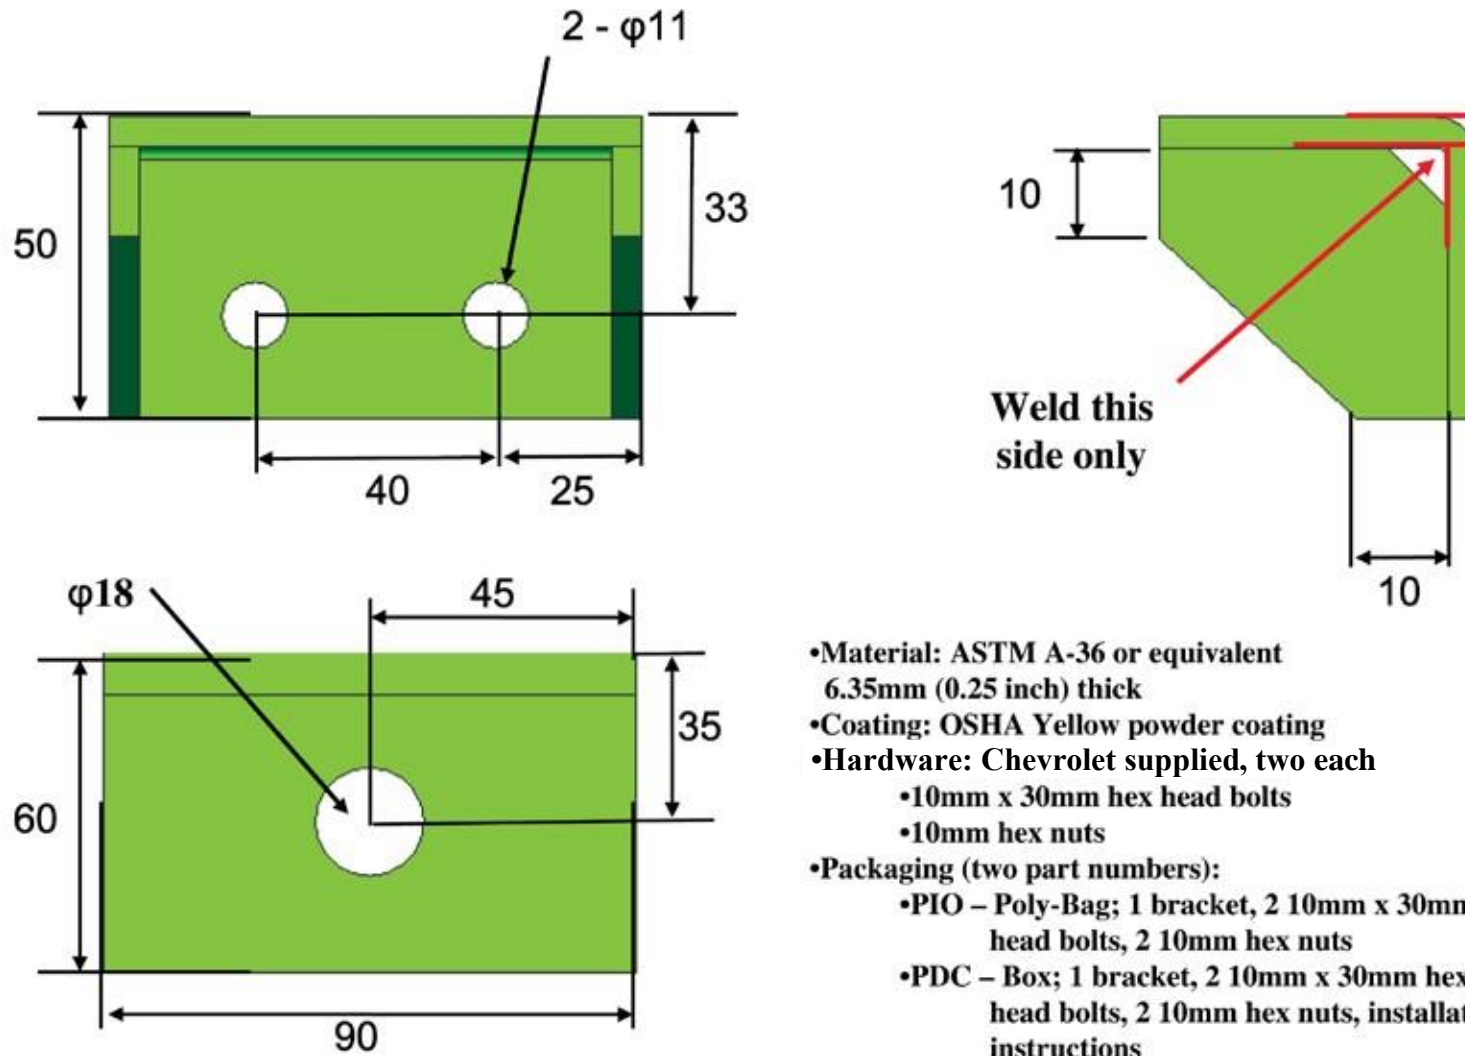 2 - φ11
50
33
40
25
10
Weld this
side only
10
φ18
45
35
60
90
•Material: ASTM A-36 or equivalent
6.35mm (0.25 inch) thick
•Coating: OSHA Yellow powder coating
•Hardware: Chevrolet supplied, two each
•10mm x 30mm hex head bolts
•10mm hex nuts
•Packaging (two part numbers):
•PIO – Poly-Bag; 1 bracket, 2 10mm x 30mm
head bolts, 2 10mm hex nuts
•PDC – Box; 1 bracket, 2 10mm x 30mm hex
head bolts, 2 10mm hex nuts, installat
instructions